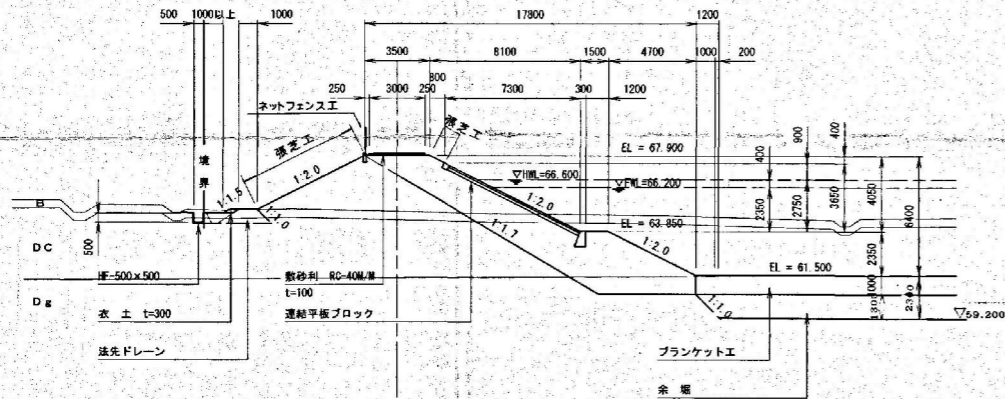 500 1000以上 1000 17800 1200
3500 8100 1500 4700 1000 200
800
250 3000 250 7300 300 1200
ネットフェンス工
張芝工
張芝工
EL = 67.900
400 900 400
境界
▽HWL=66.600
▽FWL=66.200
1:2.0
1:1.5
1:1.0
1:2.0
1:1.7
2350 2750 3650 4050 6400
B
EL = 63.850
DC
500
1:2.0
2350
HF-500×500
敷砂利 RC-40M/M
t=100
EL = 61.500
Dg
1:1.0
1000
1300
2300
▽59.200
衣土 t=300
連結平板ブロック
法先ドレーン
ブランケット工
余堀